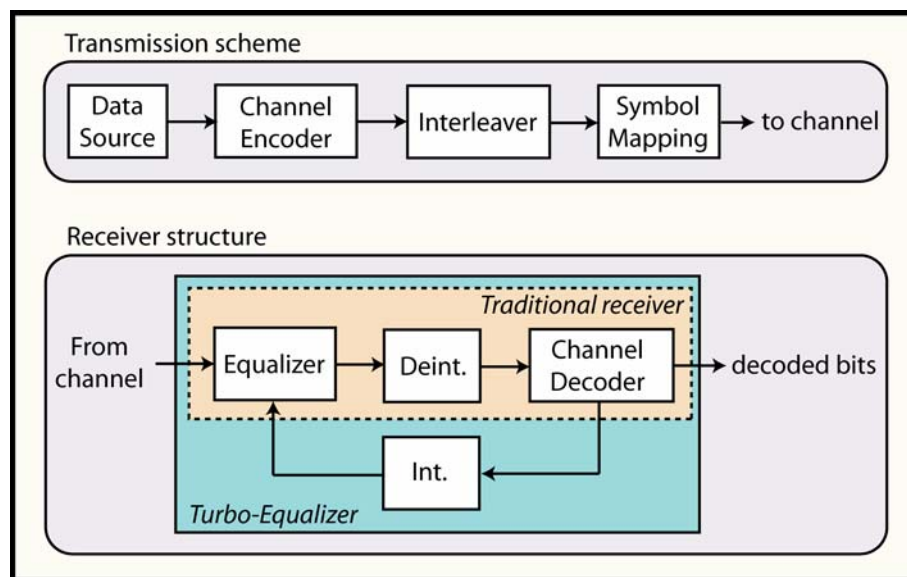 Transmission scheme
Data
Source
Channel
Encoder
Interleaver
Symbol
Mapping
to channel
Receiver structure
Traditional receiver
From
channel
Equalizer
Deint.
Channel
Decoder
decoded bits
Int.
Turbo-Equalizer